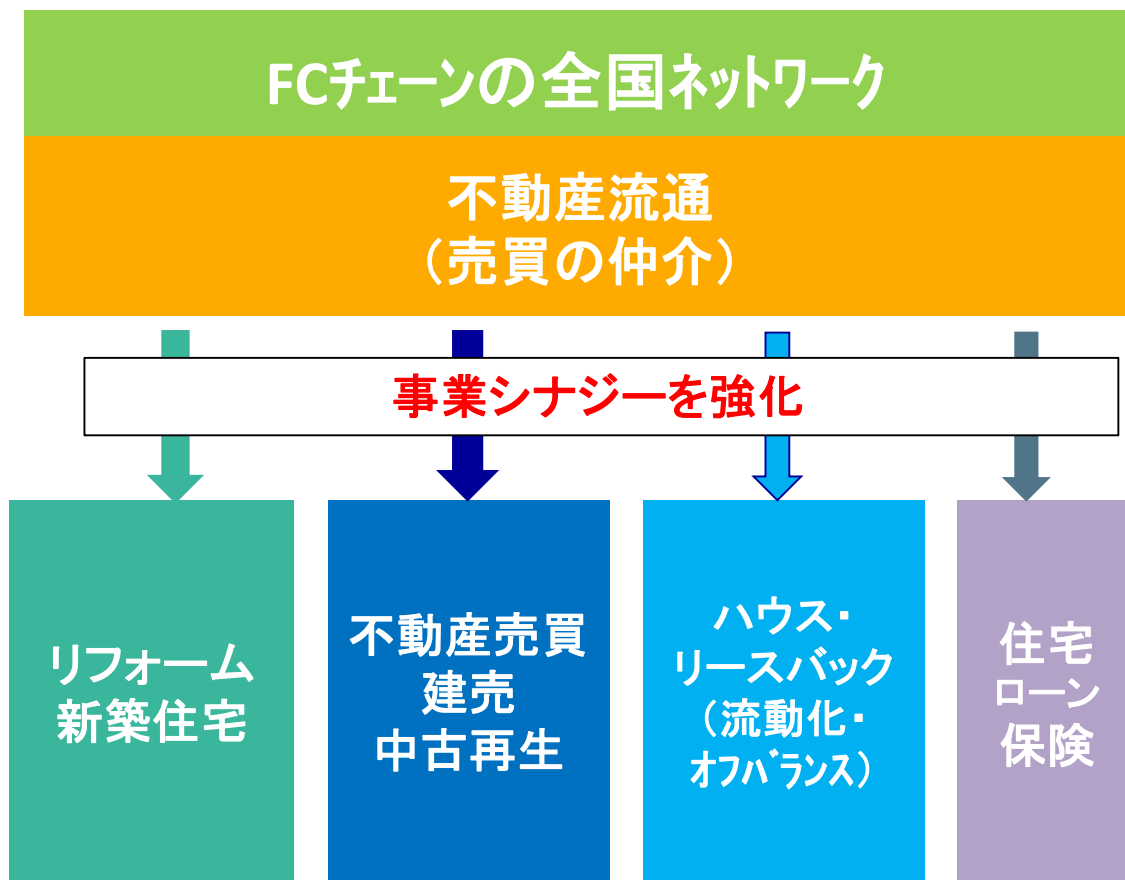 FCチェーンの全国ネットワーク
不動産流通
（売買の仲介）
事業シナジーを強化
リフォーム
新築住宅
不動産売買
建売
中古再生
ハウス・
リースバック
（流動化・
オフバランス）
住宅
ローン
保険